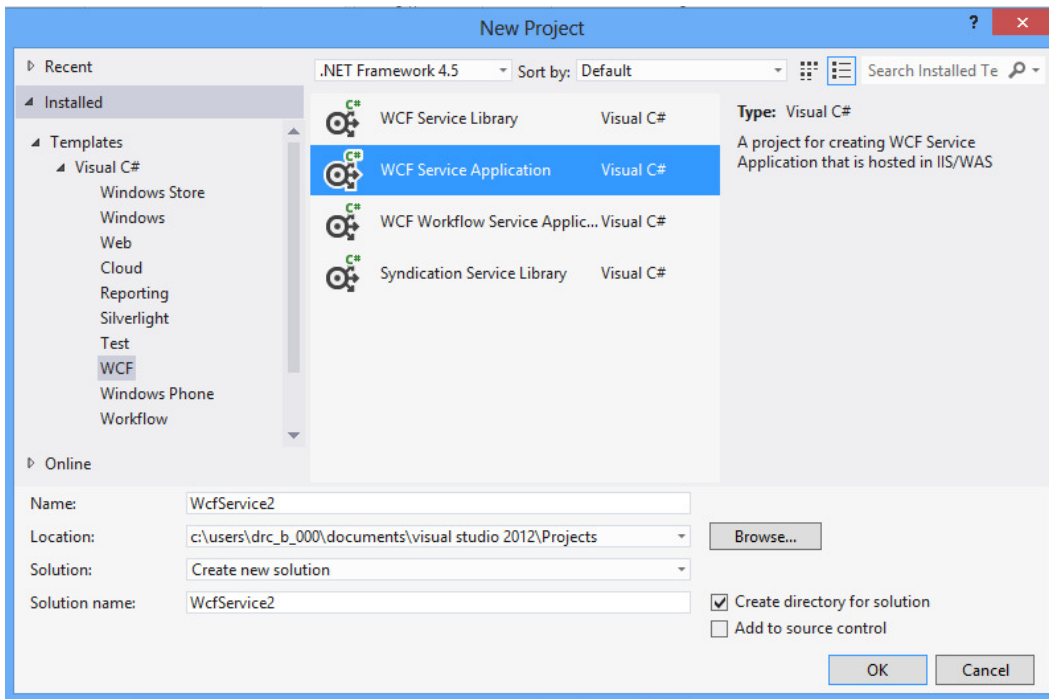 New Project
?
×
Recent
.NET Framework 4.5
Sort by: Default
Search Installed Te
Installed
Templates
Visual C#
Windows Store
Windows
Web
Cloud
Reporting
Silverlight
Test
WCF
Windows Phone
Workflow
Online
C# WCF Service Library Visual C#
C# WCF Service Application Visual C#
C# WCF Workflow Service Applic... Visual C#
C# Syndication Service Library Visual C#
Type: Visual C#
A project for creating WCF Service
Application that is hosted in IIS/WAS
Name: WcfService2
Location: c:\users\drc_b_000\documents\visual studio 2012\Projects
Browse...
Solution: Create new solution
Solution name: WcfService2
Create directory for solution
Add to source control
OK Cancel